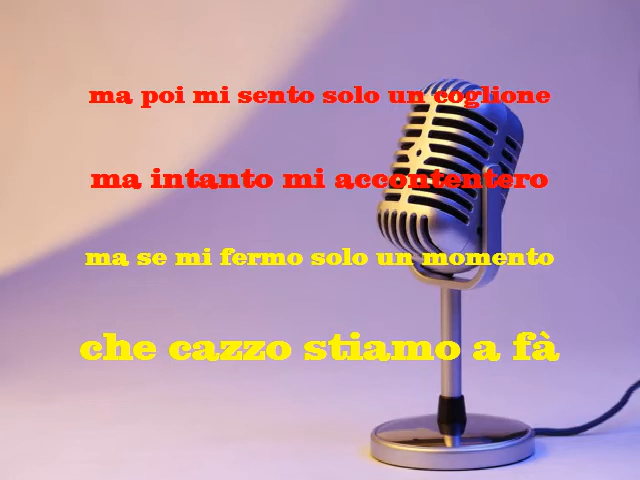 ma poi mi sento solo un coglione
ma intanto mi accontentero
ma se mi fermo solo un momento
che cazzo stiamo a fà